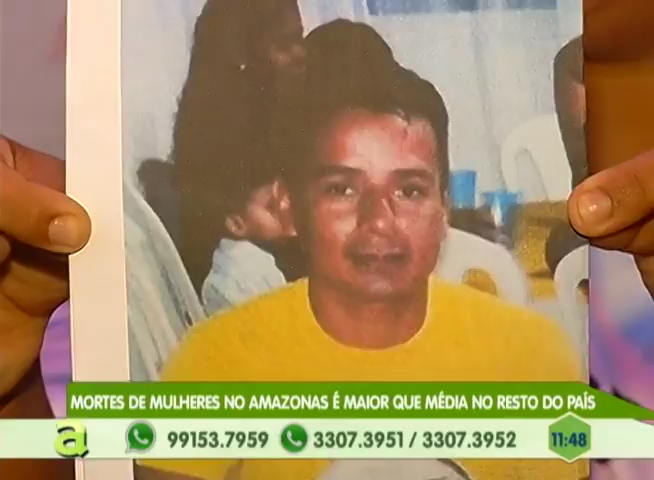 MORTES DE MULHERES NO AMAZONAS É MAIOR QUE MÉDIA NO RESTO DO PAÍS
a 99153.7959 3307.3951 / 3307.3952 11:48